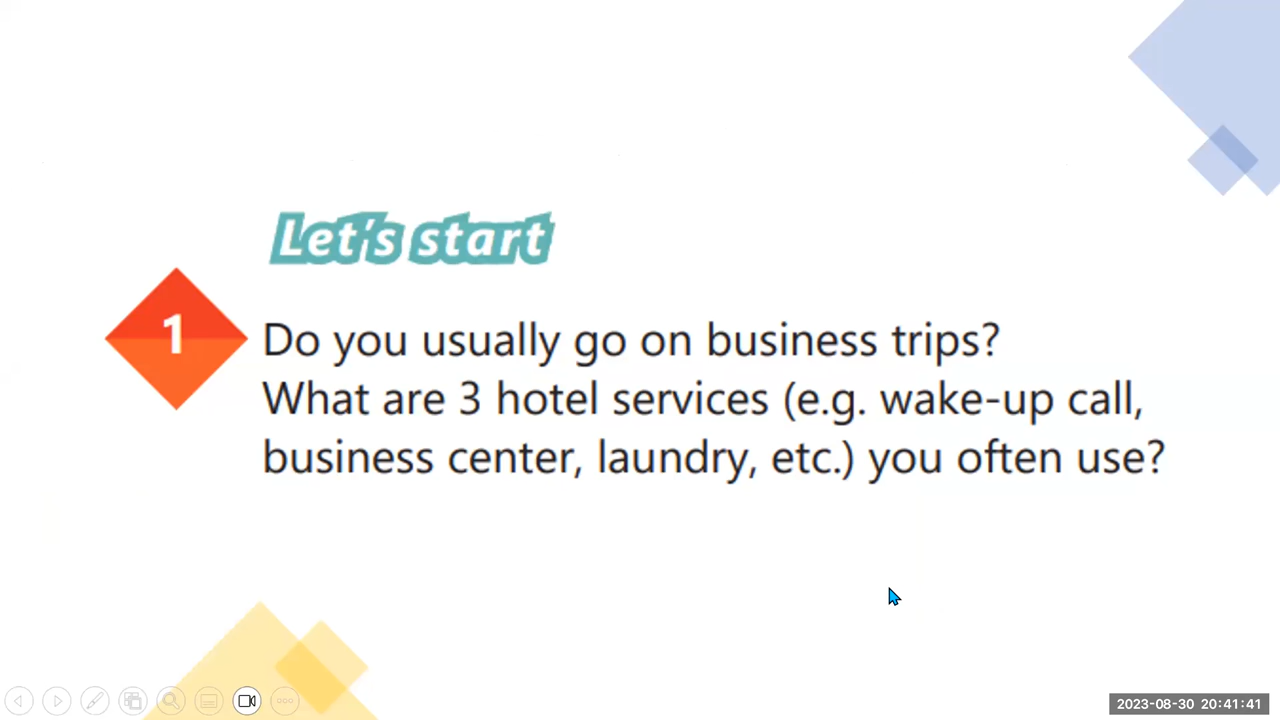 Let's start
1
Do you usually go on business trips?
What are 3 hotel services (e.g. wake-up call,
business center, laundry, etc.) you often use?
2023-08-30 20:41:41